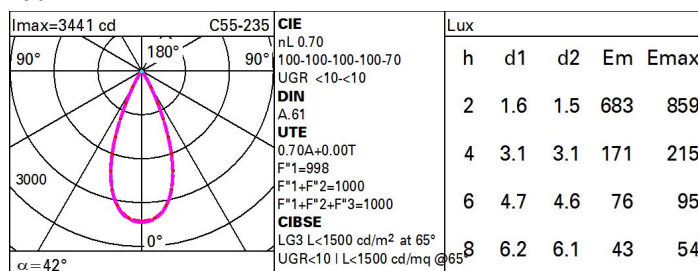 Imax=3441 cd C55-235
90° 180° 90°
3000
0°
α=42°
CIE
nL 0.70
100-100-100-100-70
UGR <10-<10
DIN
A.61
UTE
0.70A+0.00T
F"1=998
F"1+F"2=1000
F"1+F"2+F"3=1000
CIBSE
LG3 L<1500 cd/m² at 65°
UGR<10 | L<1500 cd/mq @65°
Lux
h d1 d2 Em Emax
2 1.6 1.5 683 859
4 3.1 3.1 171 215
6 4.7 4.6 76 95
8 6.2 6.1 43 54